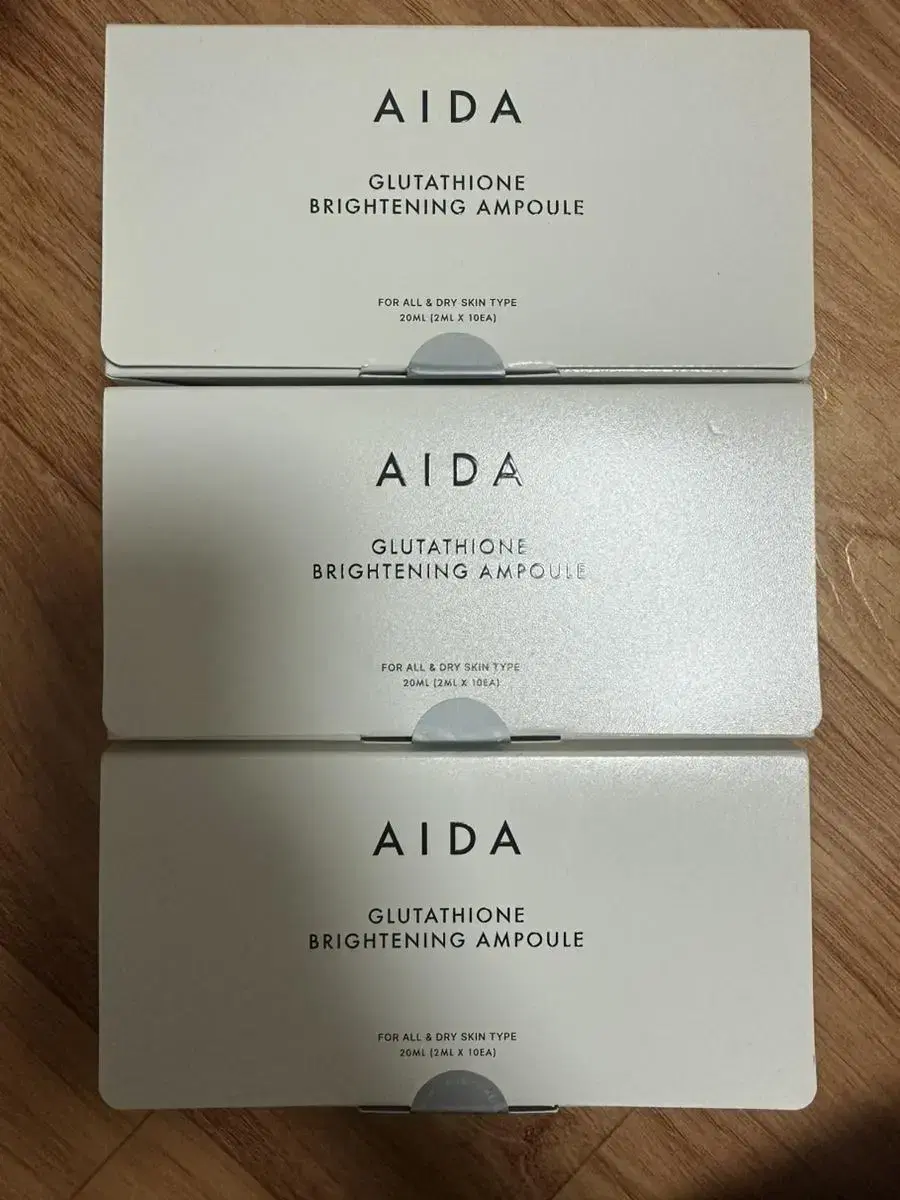 AIDA
GLUTATHIONE
BRIGHTENING AMPOULE
FOR ALL & DRY SKIN TYPE
20ML (2ML X 10EA)
AIDA
GLUTATHIONE
BRIGHTENING AMPOULE
FOR ALL & DRY SKIN TYPE
20ML (2ML X 10EA)
AIDA
GLUTATHIONE
BRIGHTENING AMPOULE
FOR ALL & DRY SKIN TYPE
20ML (2ML X 10EA)